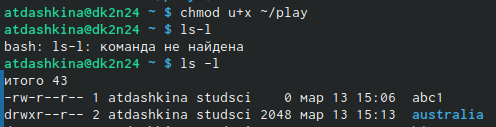 atdashkina@dk2n24 ~ $ chmod u+x ~/play
atdashkina@dk2n24 ~ $ ls-l
bash: ls-l: команда не найдена
atdashkina@dk2n24 ~ $ ls -l
итого 43
-rw-r--r-- 1 atdashkina studsci    0 мар 13 15:06  abc1
drwxr--r-- 2 atdashkina studsci 2048 мар 13 15:13  australia